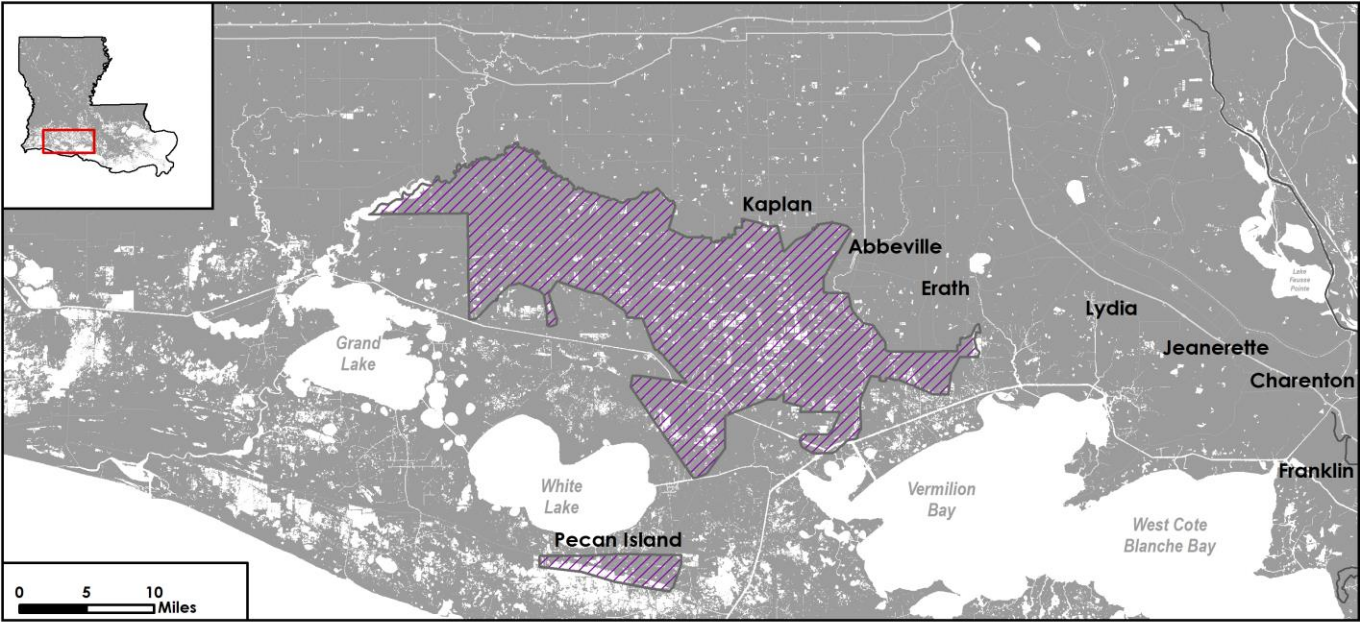 Kaplan
Abbeville
Lake
Fausse
Pointe
Erath
Lydia
Grand
Lake
Jeanerette
Charenton
Franklin
White
Lake
Vermilion
Bay
West Cote
Blanche Bay
Pecan Island
0 5 10
Miles